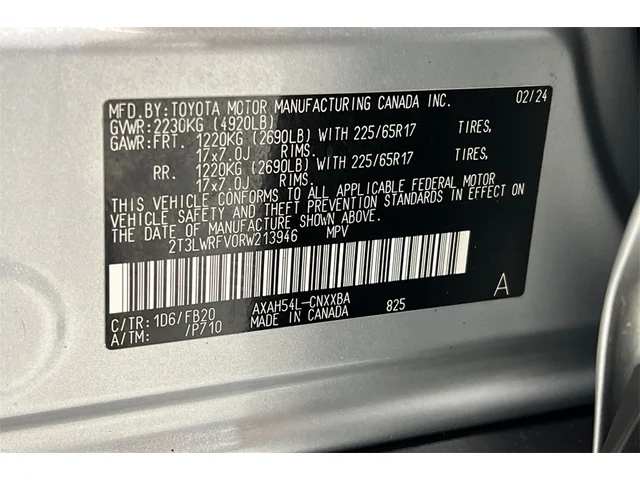 MFD.BY:TOYOTA MOTOR MANUFACTURING CANADA INC. 02/24
GVWR:2230KG (4920LB)
GAWR:FRT. 1220KG (2690LB) WITH 225/65R17 TIRES,
17x7.0J RIMS.
RR. 1220KG (2690LB) WITH 225/65R17 TIRES,
17x7.0J RIMS.
THIS VEHICLE CONFORMS TO ALL APPLICABLE FEDERAL MOTOR
VEHICLE SAFETY AND THEFT PREVENTION STANDARDS IN EFFECT ON
THE DATE OF MANUFACTURE SHOWN ABOVE.
2T3LWRFV0RW213946 MPV
A
C/TR: 1D6/FB20 AXAH54L-CNXXBA 825
A/TM: /P710 MADE IN CANADA